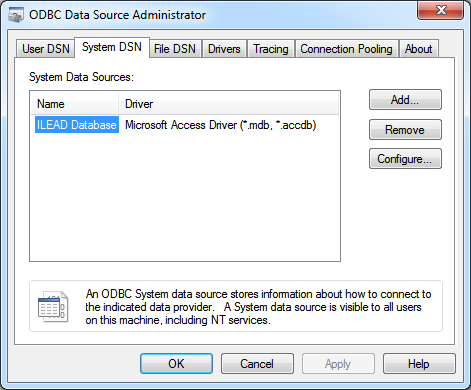 ODBC Data Source Administrator
User DSN System DSN File DSN Drivers Tracing Connection Pooling About
System Data Sources:
Name Driver
ILEAD Database Microsoft Access Driver (*.mdb, *.accdb)
Add...
Remove
Configure...
An ODBC System data source stores information about how to connect to
the indicated data provider. A System data source is visible to all users
on this machine, including NT services.
OK Cancel Apply Help